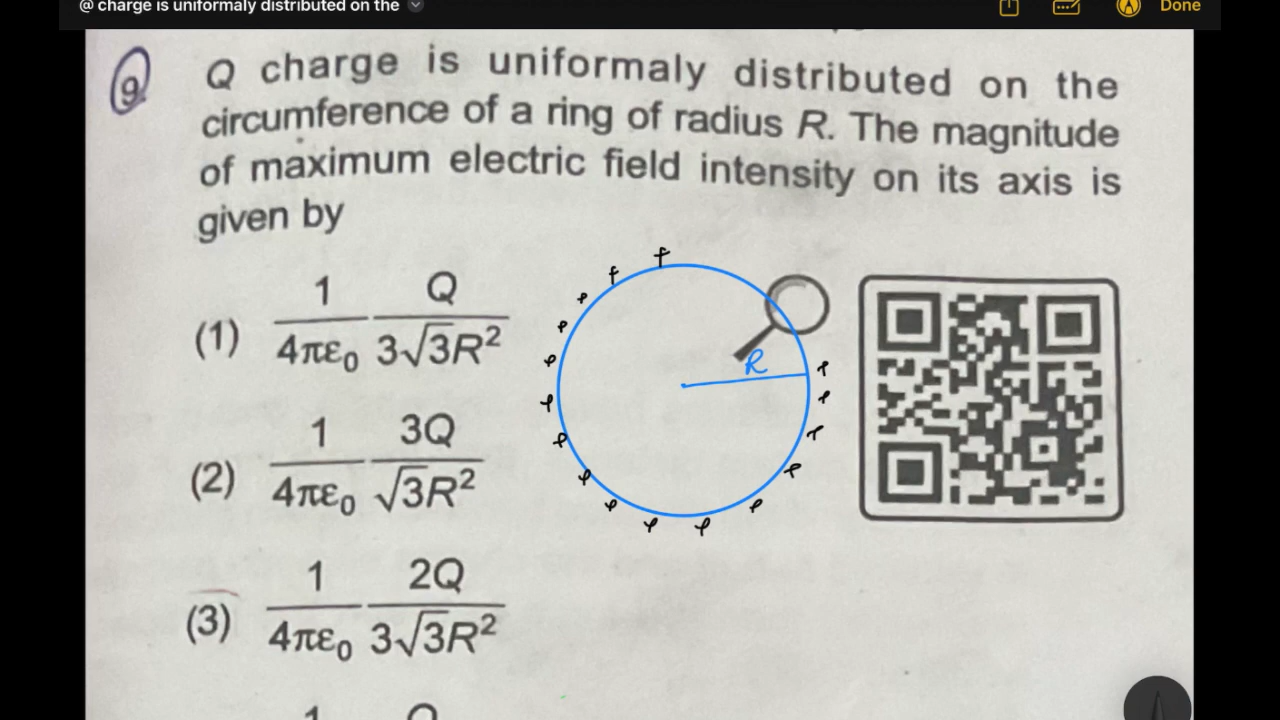 @ charge is uniformaly distributed on the
Done
9.
Q charge is uniformaly distributed on the
circumference of a ring of radius R. The magnitude
of maximum electric field intensity on its axis is
given by
(1) 1/4πε₀ Q/3√3R²
(2) 1/4πε₀ 3Q/√3R²
(3) 1/4πε₀ 2Q/3√3R²
R